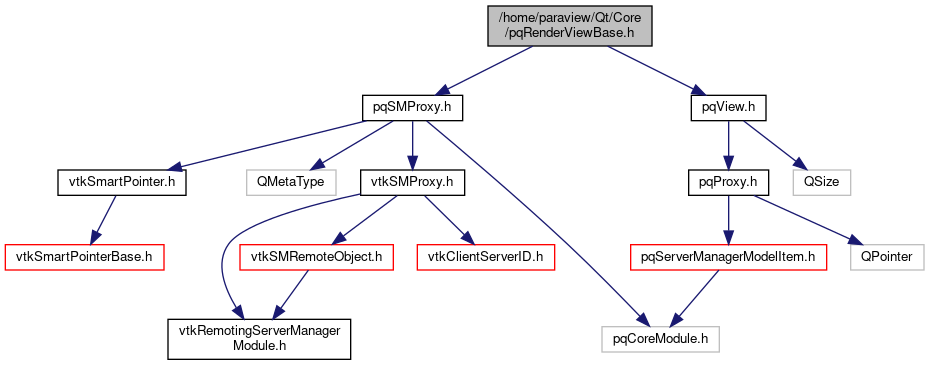 /home/paraview/Qt/Core
/pqRenderViewBase.h
pqSMProxy.h
pqView.h
vtkSmartPointer.h
QMetaType
vtkSMProxy.h
pqProxy.h
QSize
vtkSmartPointerBase.h
vtkSMRemoteObject.h
vtkClientServerID.h
pqServerManagerModelItem.h
QPointer
vtkRemotingServerManager
Module.h
pqCoreModule.h